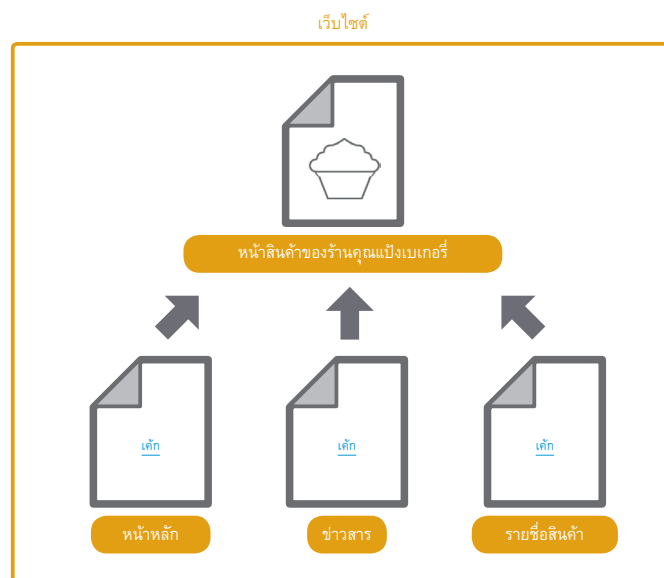 เว็บไซต์
หน้าสินค้าของร้านคุณแป้งเบเกอรี่
เค้ก
เค้ก
เค้ก
หน้าหลัก
ข่าวสาร
รายชื่อสินค้า